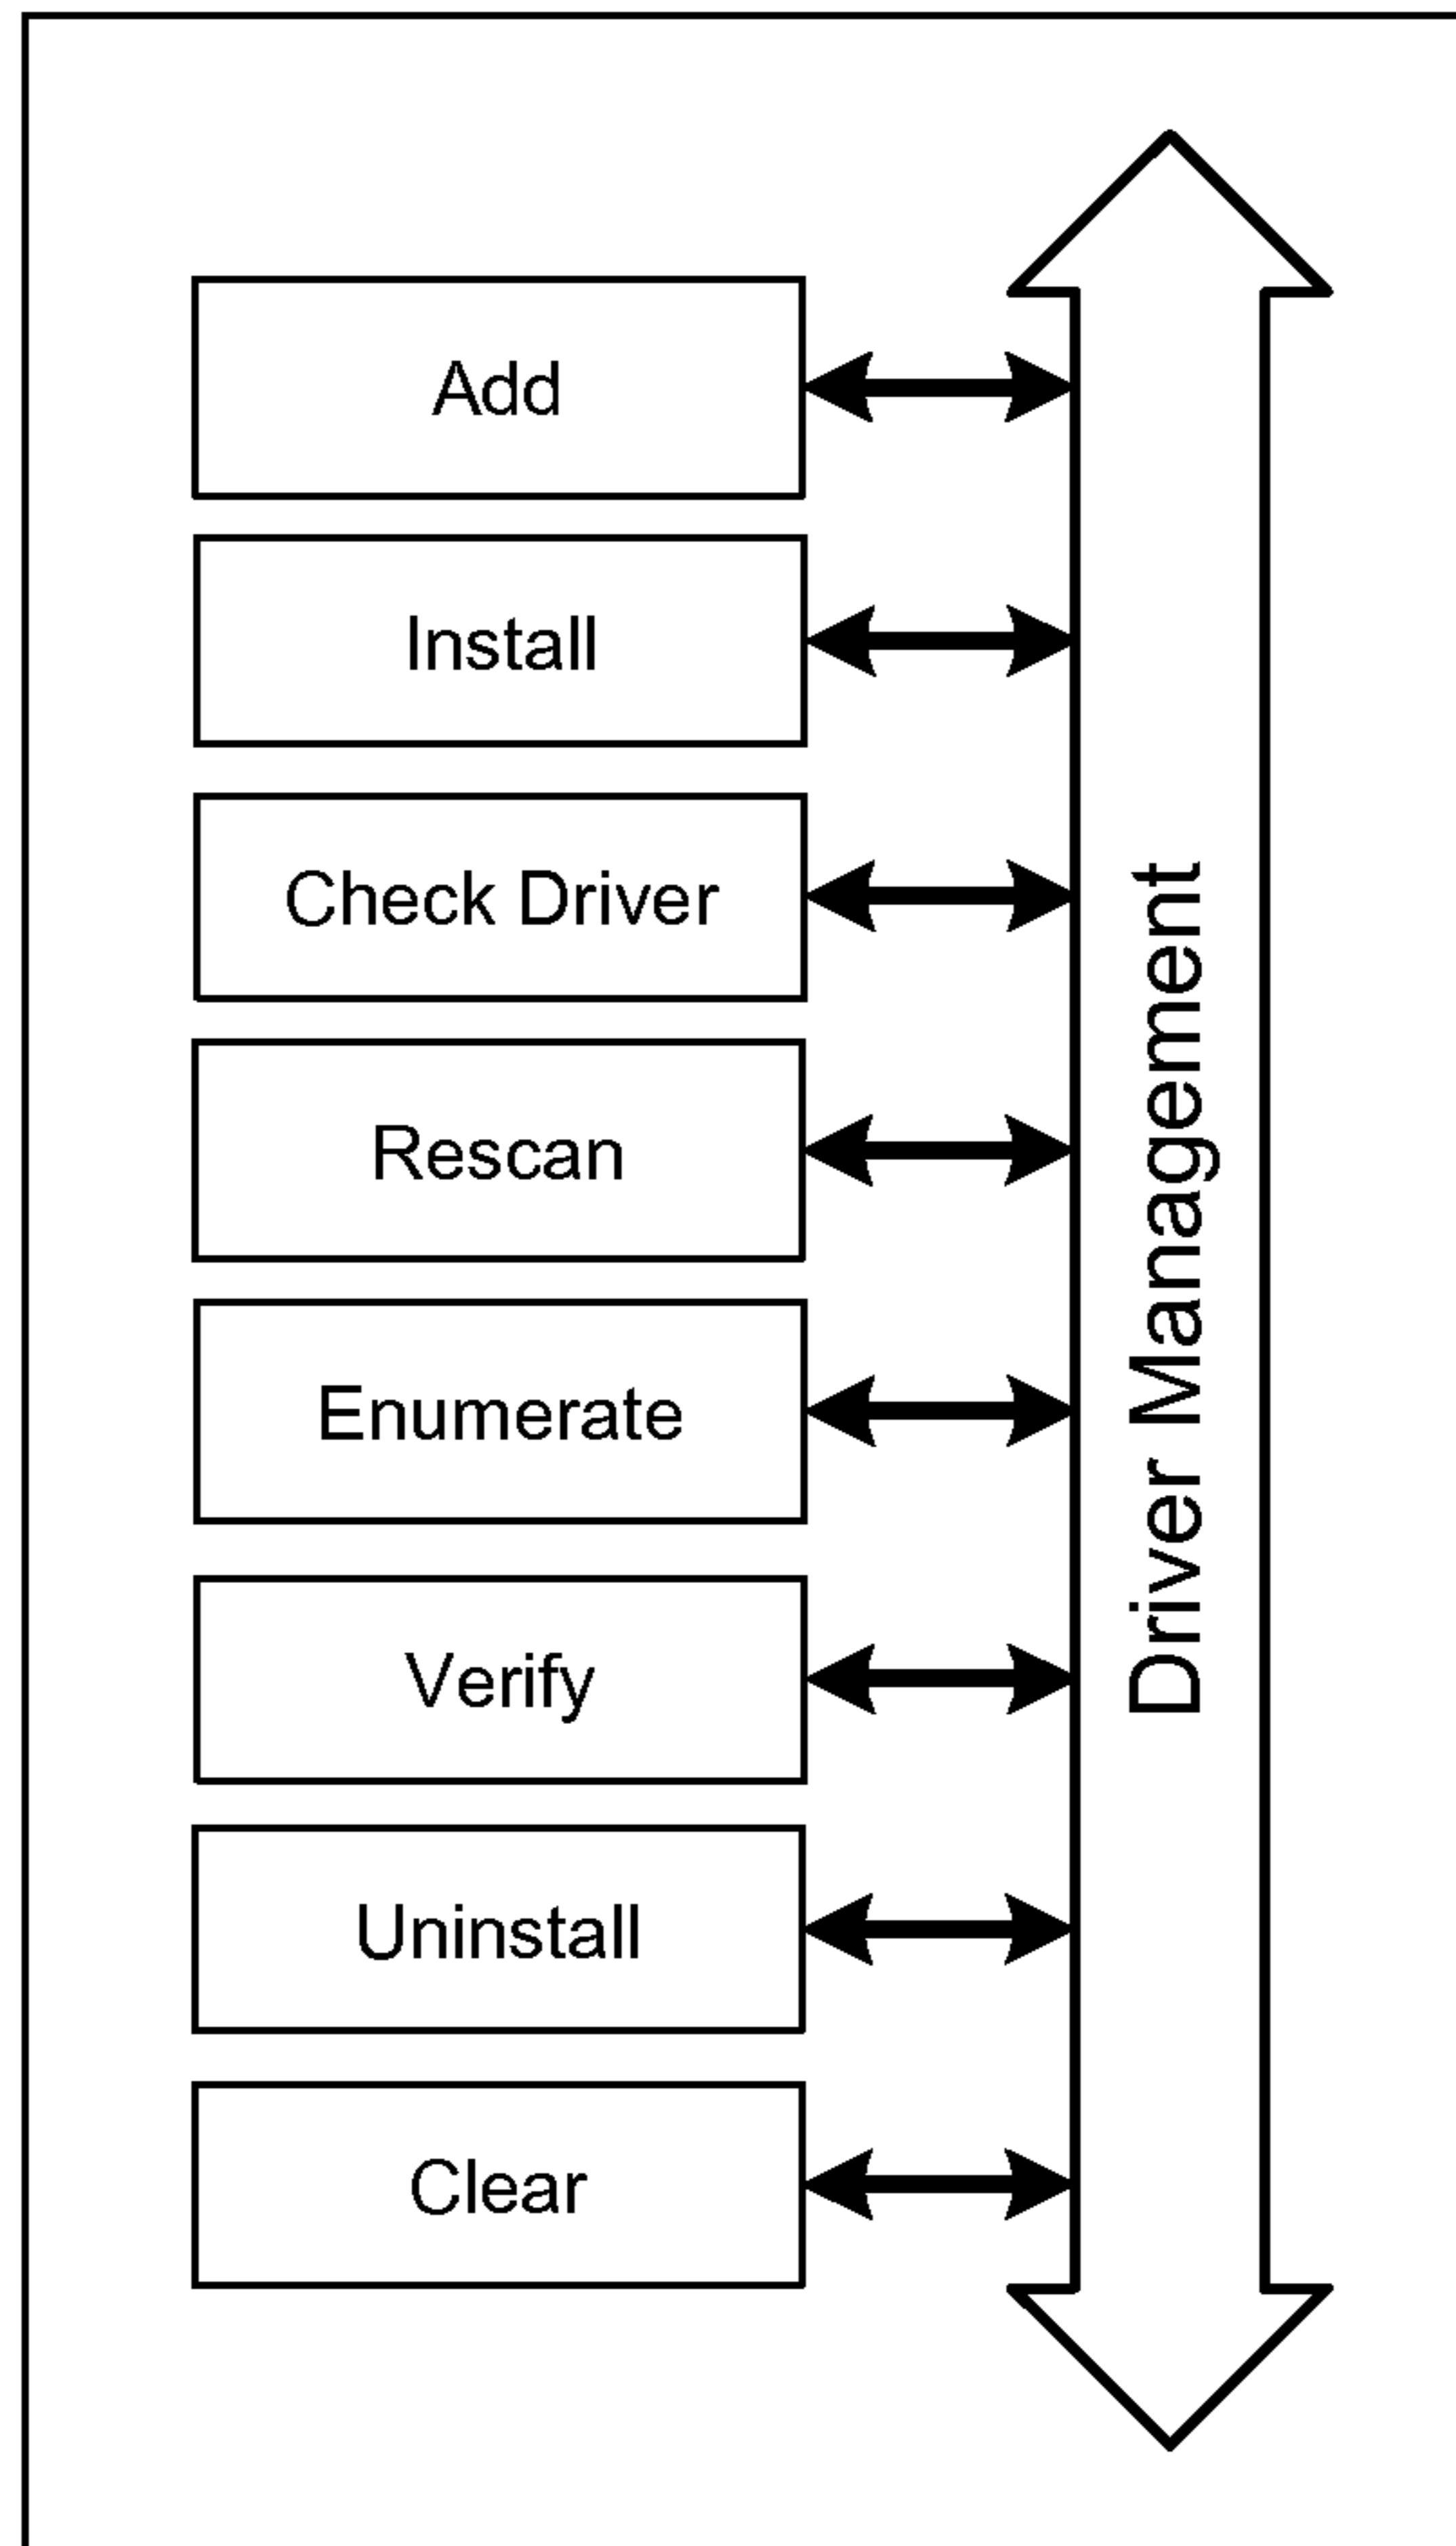 Add
Install
Check Driver
Rescan
Enumerate
Verify
Uninstall
Clear
Driver Management